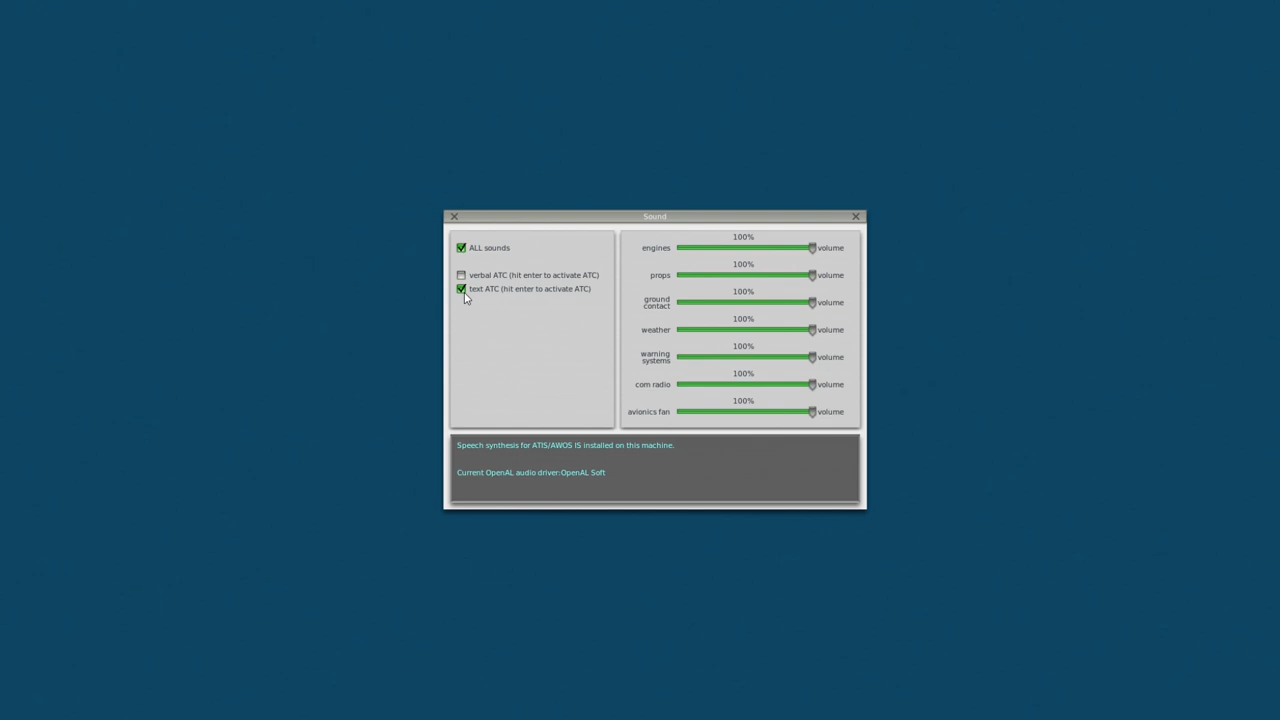 Sound
ALL sounds
verbal ATC (hit enter to activate ATC)
text ATC (hit enter to activate ATC)
100%
engines volume
100%
props volume
100%
ground
contact volume
100%
weather volume
100%
warning
systems volume
100%
com radio volume
100%
avionics fan volume
Speech synthesis for ATIS/AWOS IS installed on this machine.
Current OpenAL audio driver:OpenAL Soft